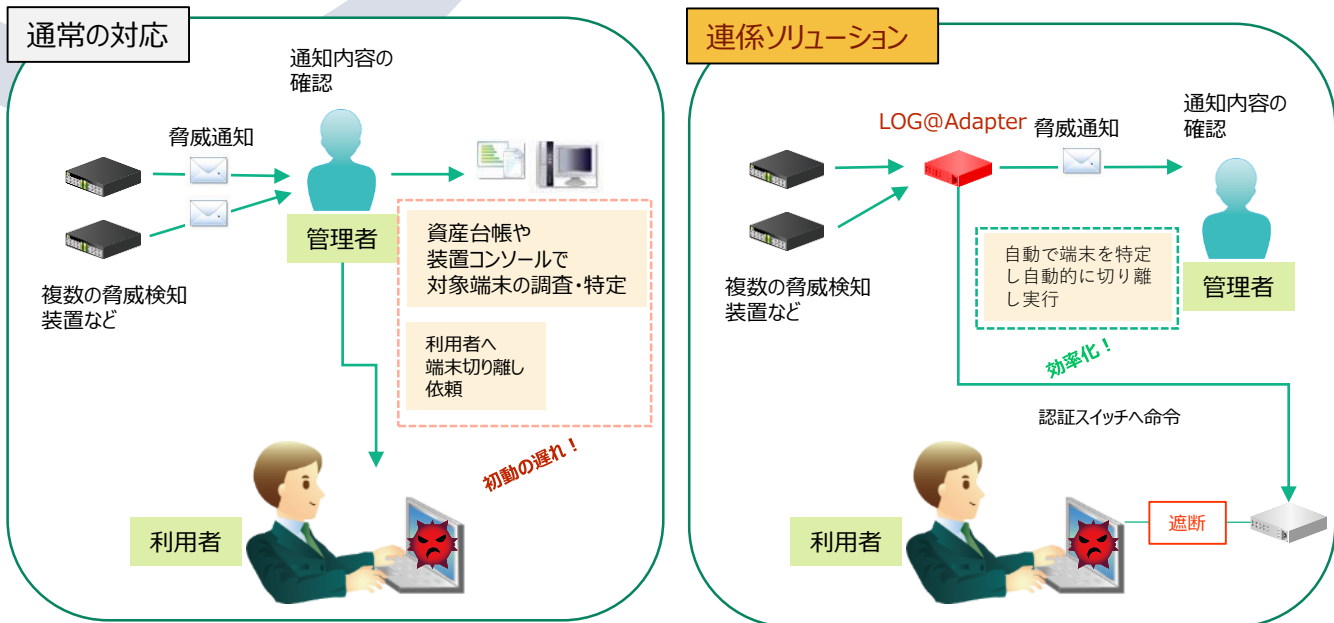 通常の対応
通知内容の
確認
脅威通知
管理者
複数の脅威検知
装置など
資産台帳や
装置コンソールで
対象端末の調査・特定
利用者へ
端末切り離し
依頼
初動の遅れ！
利用者
連係ソリューション
LOG@Adapter
脅威通知
通知内容の
確認
複数の脅威検知
装置など
自動で端末を特定
し自動的に切り離
し実行
管理者
効率化！
認証スイッチへ命令
利用者
遮断